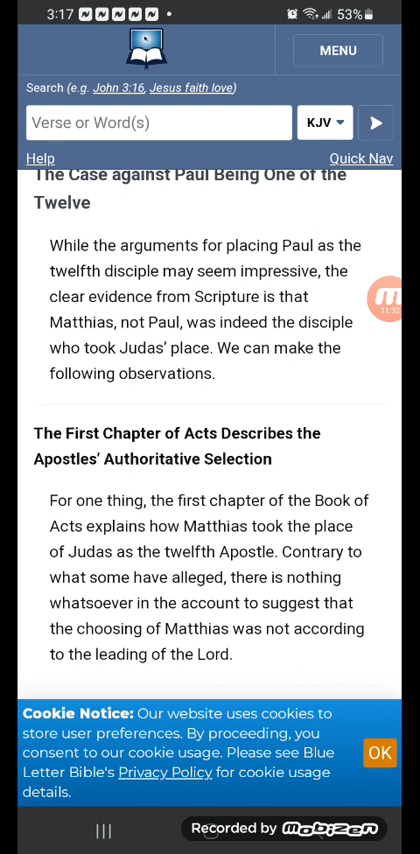 3:17
53%
MENU
Search (e.g. John 3:16, Jesus faith love)
Verse or Word(s)
KJV
Help
Quick Nav
The Case against Paul Being One of the
Twelve
While the arguments for placing Paul as the
twelfth disciple may seem impressive, the
clear evidence from Scripture is that
Matthias, not Paul, was indeed the disciple
who took Judas' place. We can make the
following observations.
11:32
The First Chapter of Acts Describes the
Apostles' Authoritative Selection
For one thing, the first chapter of the Book of
Acts explains how Matthias took the place
of Judas as the twelfth Apostle. Contrary to
what some have alleged, there is nothing
whatsoever in the account to suggest that
the choosing of Matthias was not according
to the leading of the Lord.
Cookie Notice: Our website uses cookies to
store user preferences. By proceeding, you
consent to our cookie usage. Please see Blue
Letter Bible's Privacy Policy for cookie usage
details.
OK
Recorded by mobizen